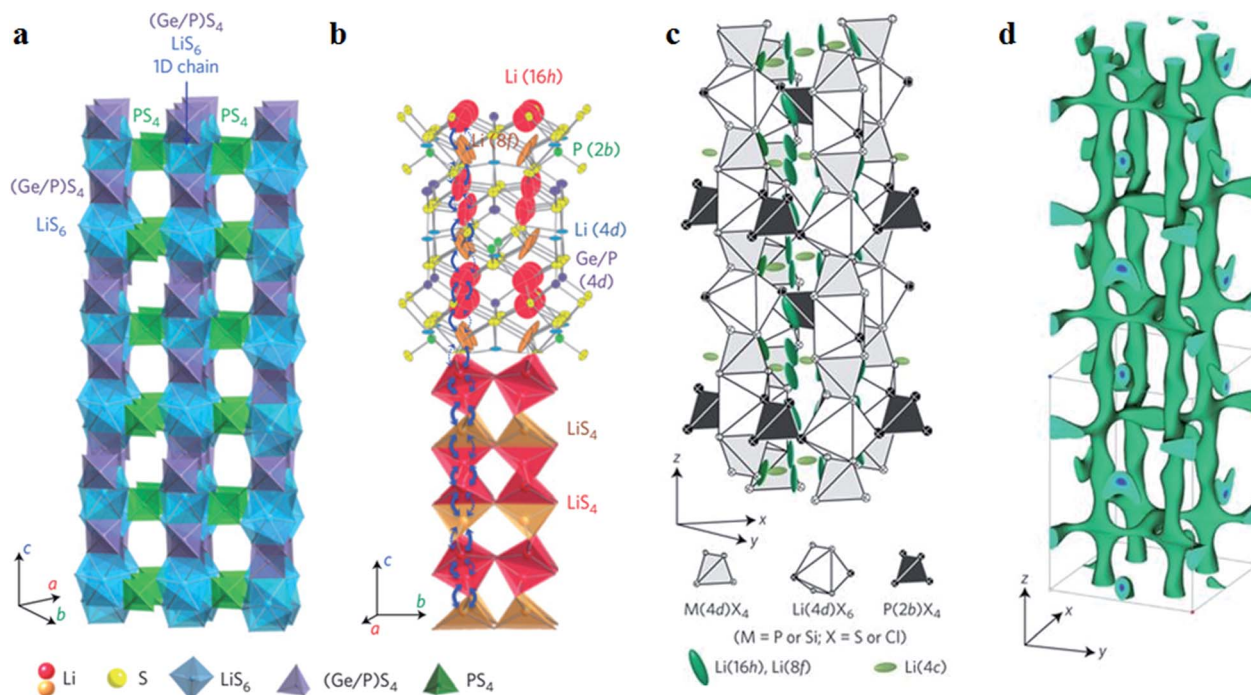 a
(Ge/P)S4
LiS6
1D chain
PS4
PS4
(Ge/P)S4
LiS6
c
a
b
Li
S
LiS6
(Ge/P)S4
PS4
b
Li (16h)
Li (8f)
P (2b)
Li (4d)
Ge/P
(4d)
LiS4
LiS4
c
b
a
c
z
x
y
M(4d)X4
Li(4d)X6
P(2b)X4
(M = P or Si; X = S or Cl)
Li(16h), Li(8f)
Li(4c)
d
z
x
y